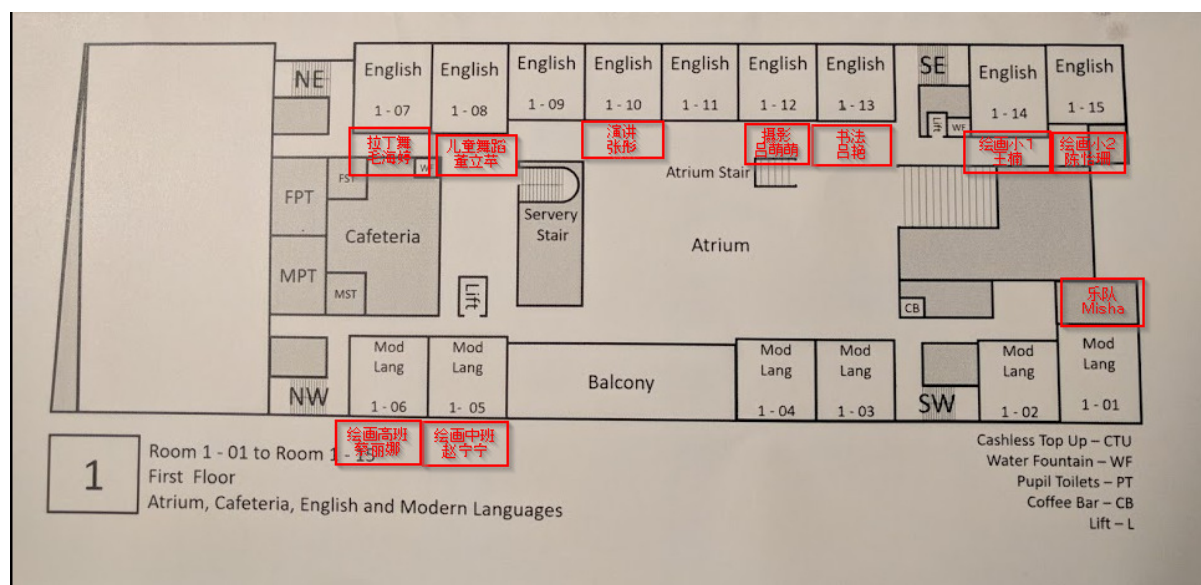 NE
English
1 - 07
English
1 - 08
English
1 - 09
English
1 - 10
English
1 - 11
English
1 - 12
English
1 - 13
SE
English
1 - 14
English
1 - 15
Lift
WF
拉丁舞
毛海婷
儿童舞蹈
董立苹
演讲
张彤
摄影
吕萌萌
书法
吕艳
绘画小1
王楠
绘画小2
陈怡珊
FPT
FST
W
Cafeteria
MPT
MST
Lift
Servery
Stair
Atrium Stair
Atrium
CB
乐队
Misha
NW
Mod
Lang
1 - 06
Mod
Lang
1- 05
Balcony
Mod
Lang
1 - 04
Mod
Lang
1 - 03
SW
Mod
Lang
1 - 02
Mod
Lang
1 - 01
绘画高班
蔡丽娜
绘画中班
赵宁宁
1
Room 1 - 01 to Room 1 - 15
First Floor
Atrium, Cafeteria, English and Modern Languages
Cashless Top Up – CTU
Water Fountain – WF
Pupil Toilets – PT
Coffee Bar – CB
Lift – L